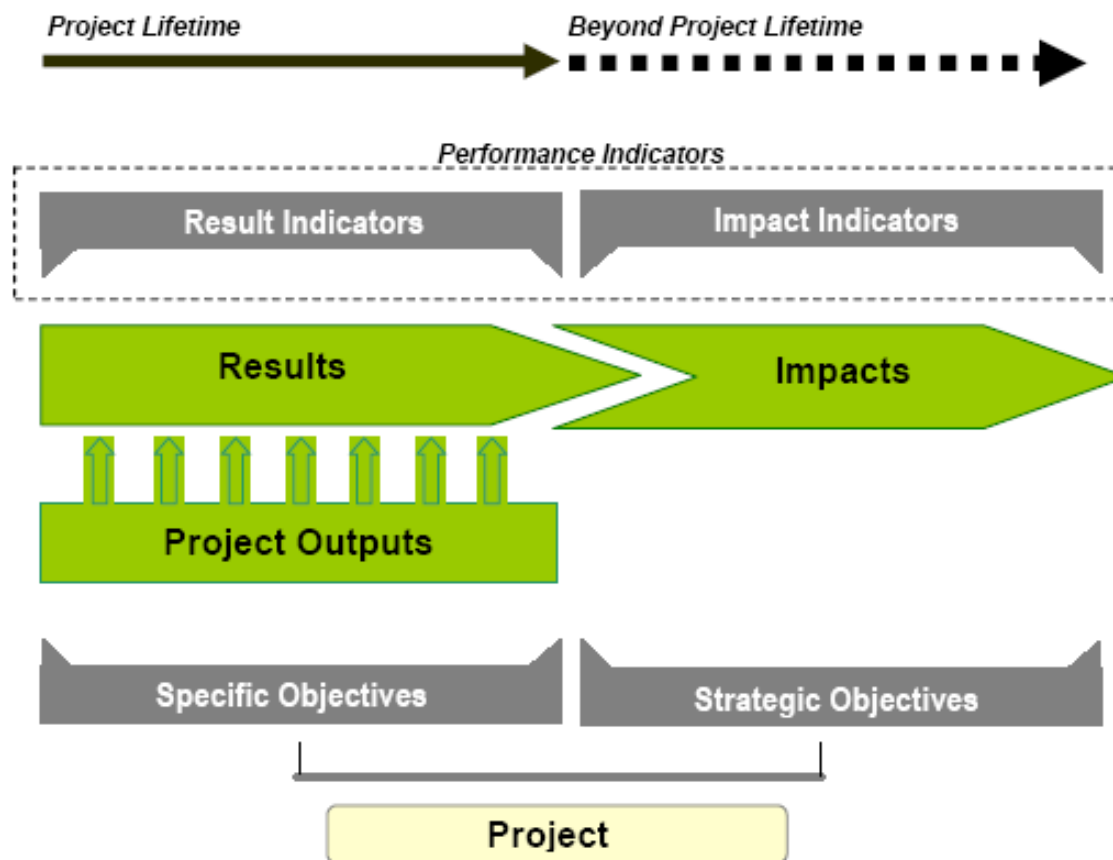 Project Lifetime
Beyond Project Lifetime
Performance Indicators
Result Indicators
Impact Indicators
Results
Impacts
Project Outputs
Specific Objectives
Strategic Objectives
Project